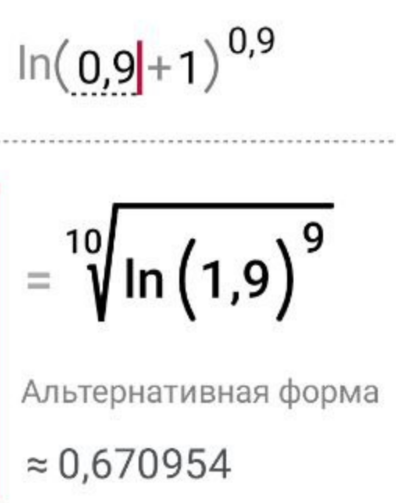 ln(0,9+1)^0,9
= ¹⁰√ln(1,9)^9
Альтернативная форма
≈ 0,670954